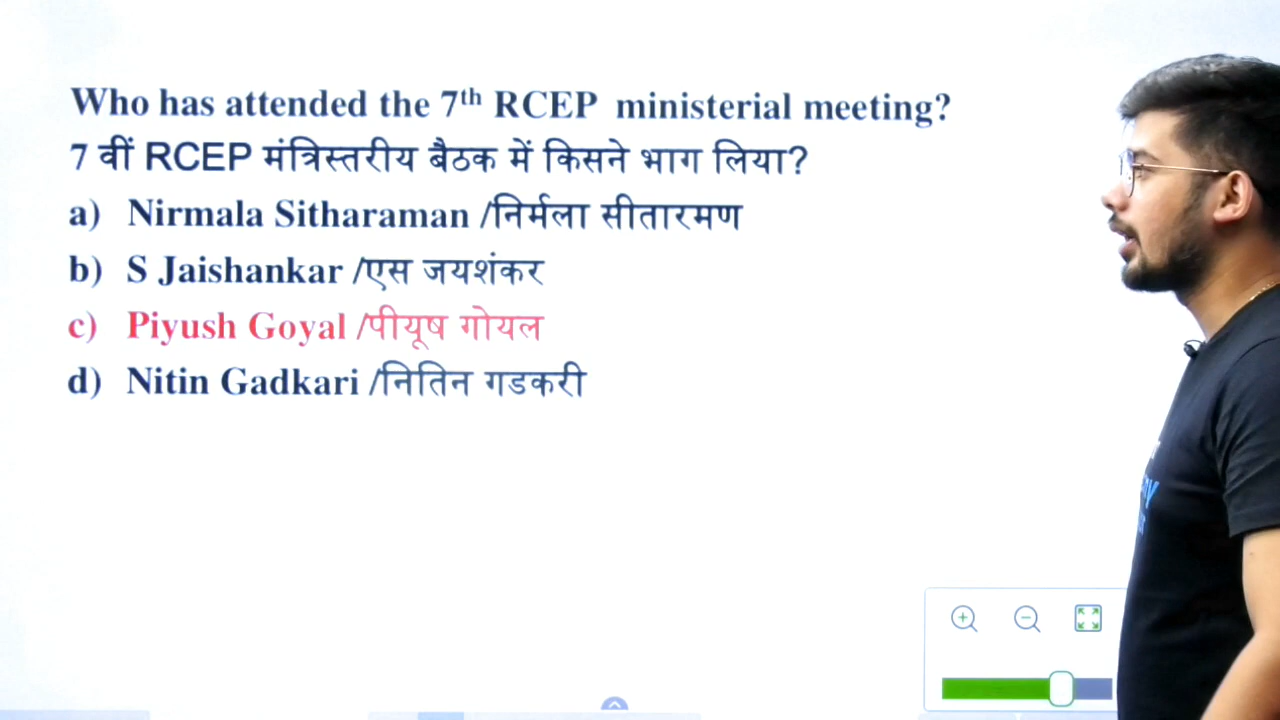 Who has attended the 7th RCEP ministerial meeting?
7 वीं RCEP मंत्रिस्तरीय बैठक में किसने भाग लिया?
a) Nirmala Sitharaman /निर्मला सीतारमण
b) S Jaishankar /एस जयशंकर
c) Piyush Goyal /पीयूष गोयल
d) Nitin Gadkari /नितिन गडकरी